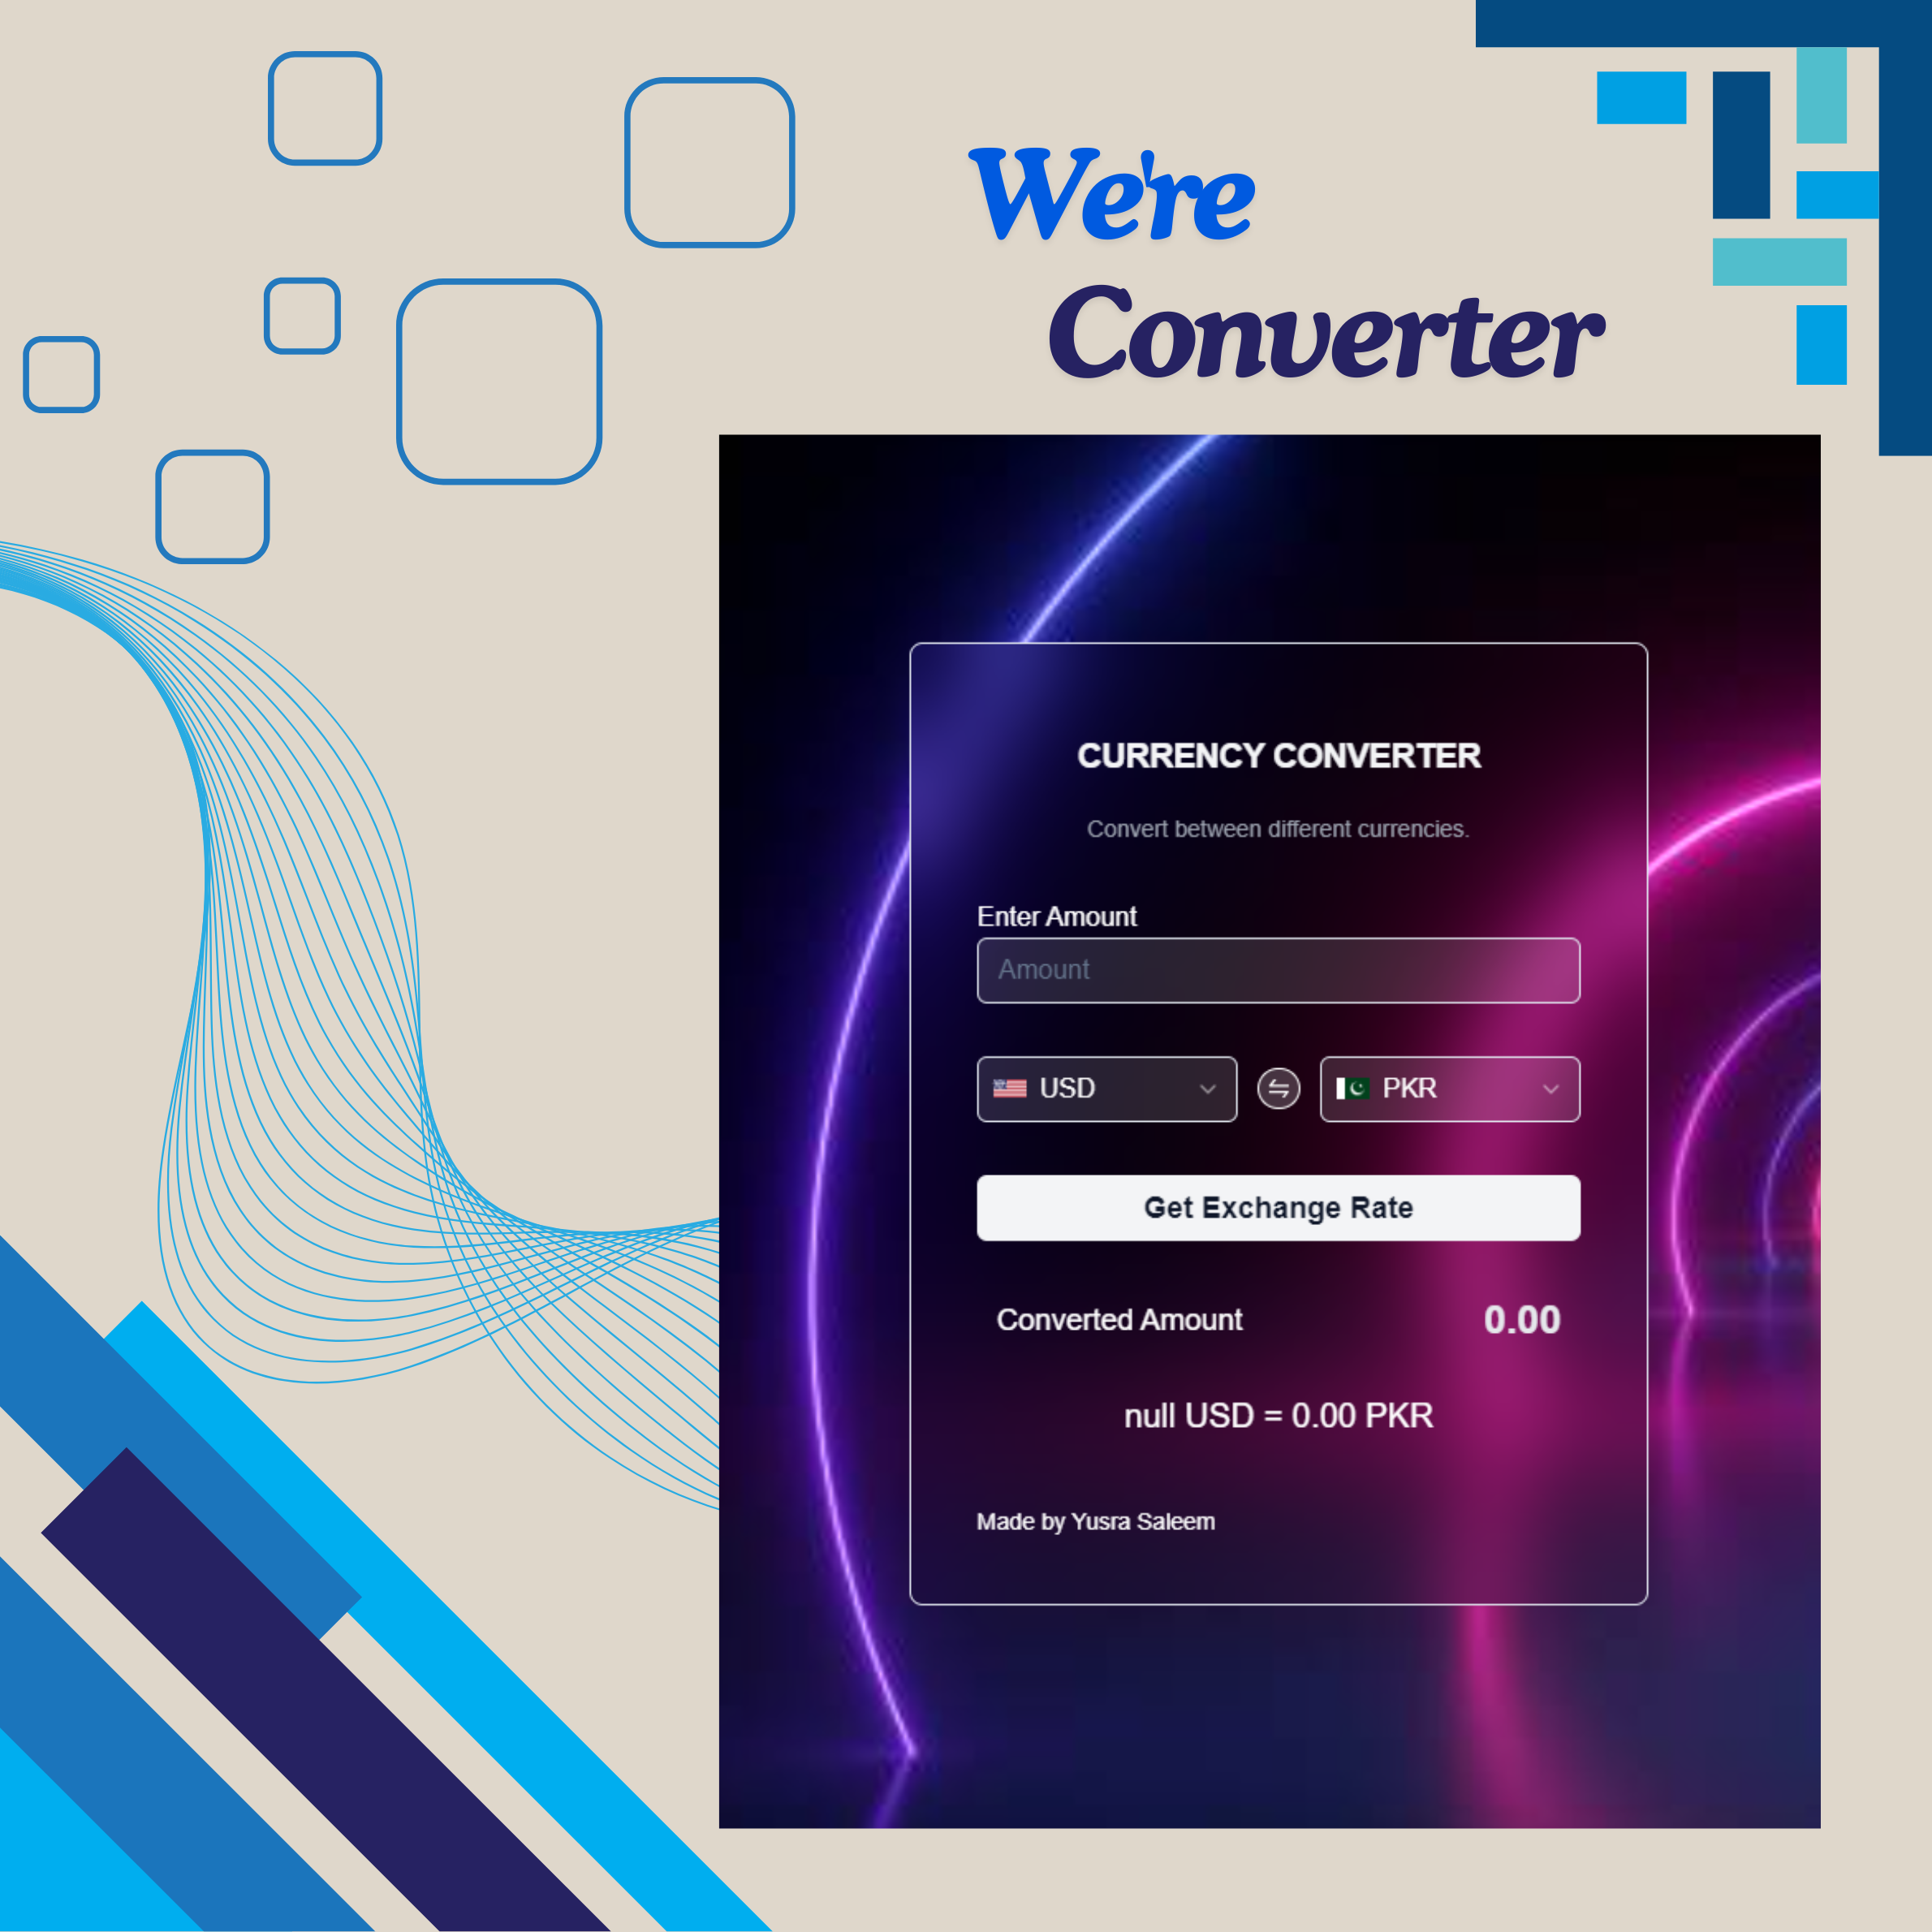 We're
Converter
CURRENCY CONVERTER
Convert between different currencies.
Enter Amount
Amount
USD
PKR
Get Exchange Rate
Converted Amount
0.00
null USD = 0.00 PKR
Made by Yusra Saleem